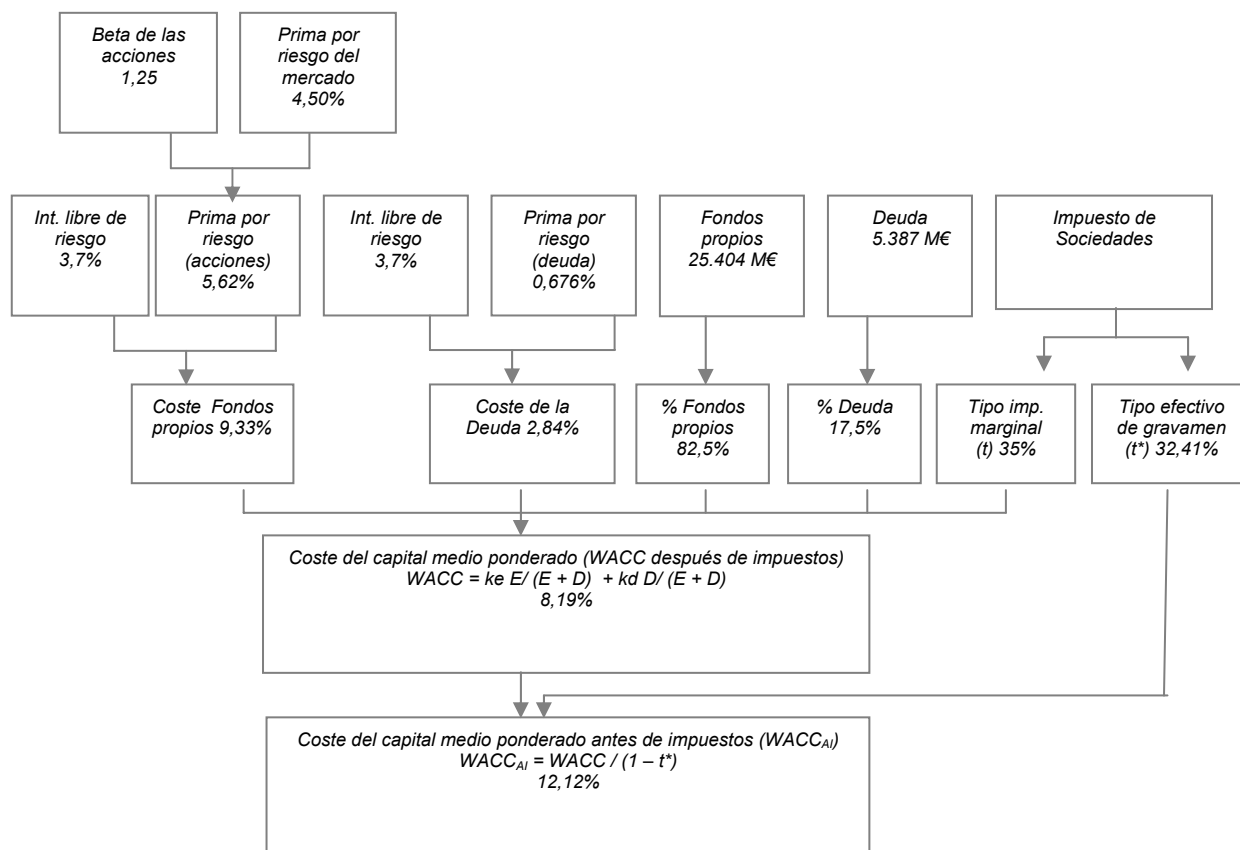 Beta de las
acciones
1,25
Prima por
riesgo del
mercado
4,50%
Int. libre de
riesgo
3,7%
Prima por
riesgo
(acciones)
5,62%
Int. libre de
riesgo
3,7%
Prima por
riesgo
(deuda)
0,676%
Fondos
propios
25.404 M€
Deuda
5.387 M€
Impuesto de
Sociedades
Coste Fondos
propios 9,33%
Coste de la
Deuda 2,84%
% Fondos
propios
82,5%
% Deuda
17,5%
Tipo imp.
marginal
(t) 35%
Tipo efectivo
de gravamen
(t*) 32,41%
Coste del capital medio ponderado (WACC después de impuestos)
WACC = ke E/ (E + D) + kd D/ (E + D)
8,19%
Coste del capital medio ponderado antes de impuestos (WACCAI)
WACCAI = WACC / (1 – t*)
12,12%